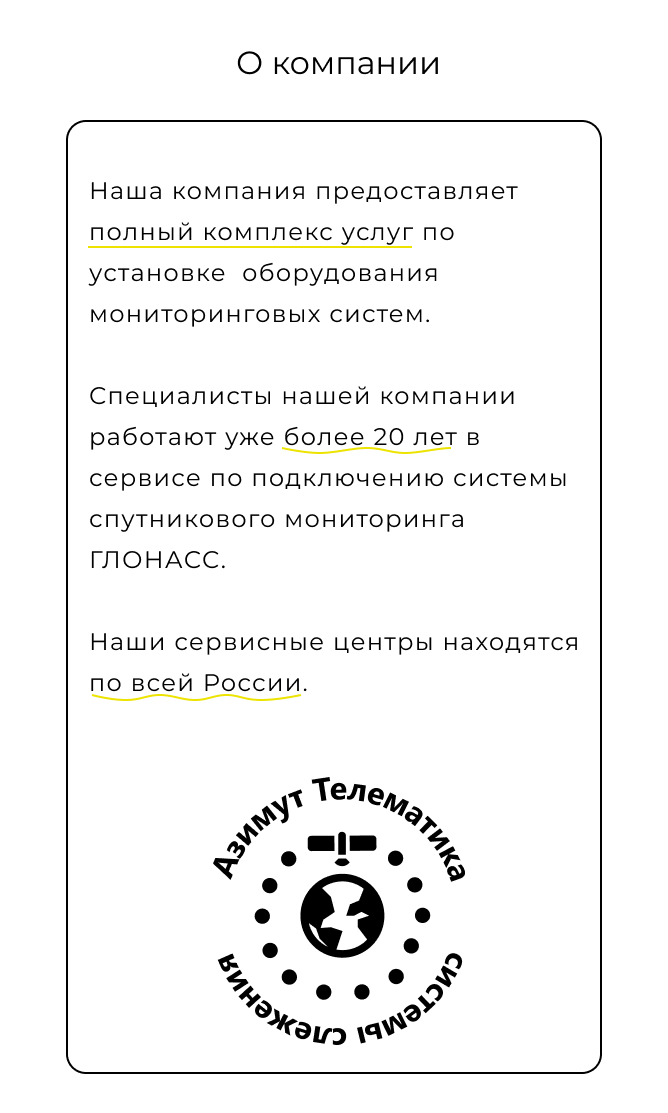 О компании
Наша компания предоставляет
полный комплекс услуг по
установке  оборудования
мониторинговых систем.
Специалисты нашей компании
работают уже более 20 лет в
сервисе по подключению системы
спутникового мониторинга
ГЛОНАСС.
Наши сервисные центры находятся
по всей России.
Азимут Телематика
системы слежения